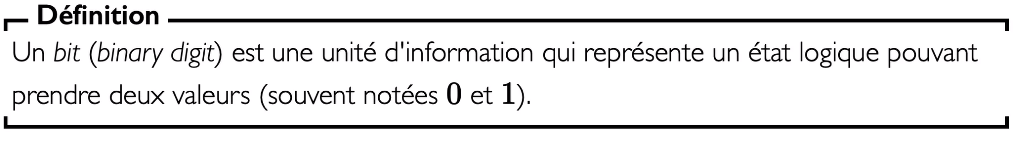 Définition
Un bit (binary digit) est une unité d'information qui représente un état logique pouvant
prendre deux valeurs (souvent notées 0 et 1).